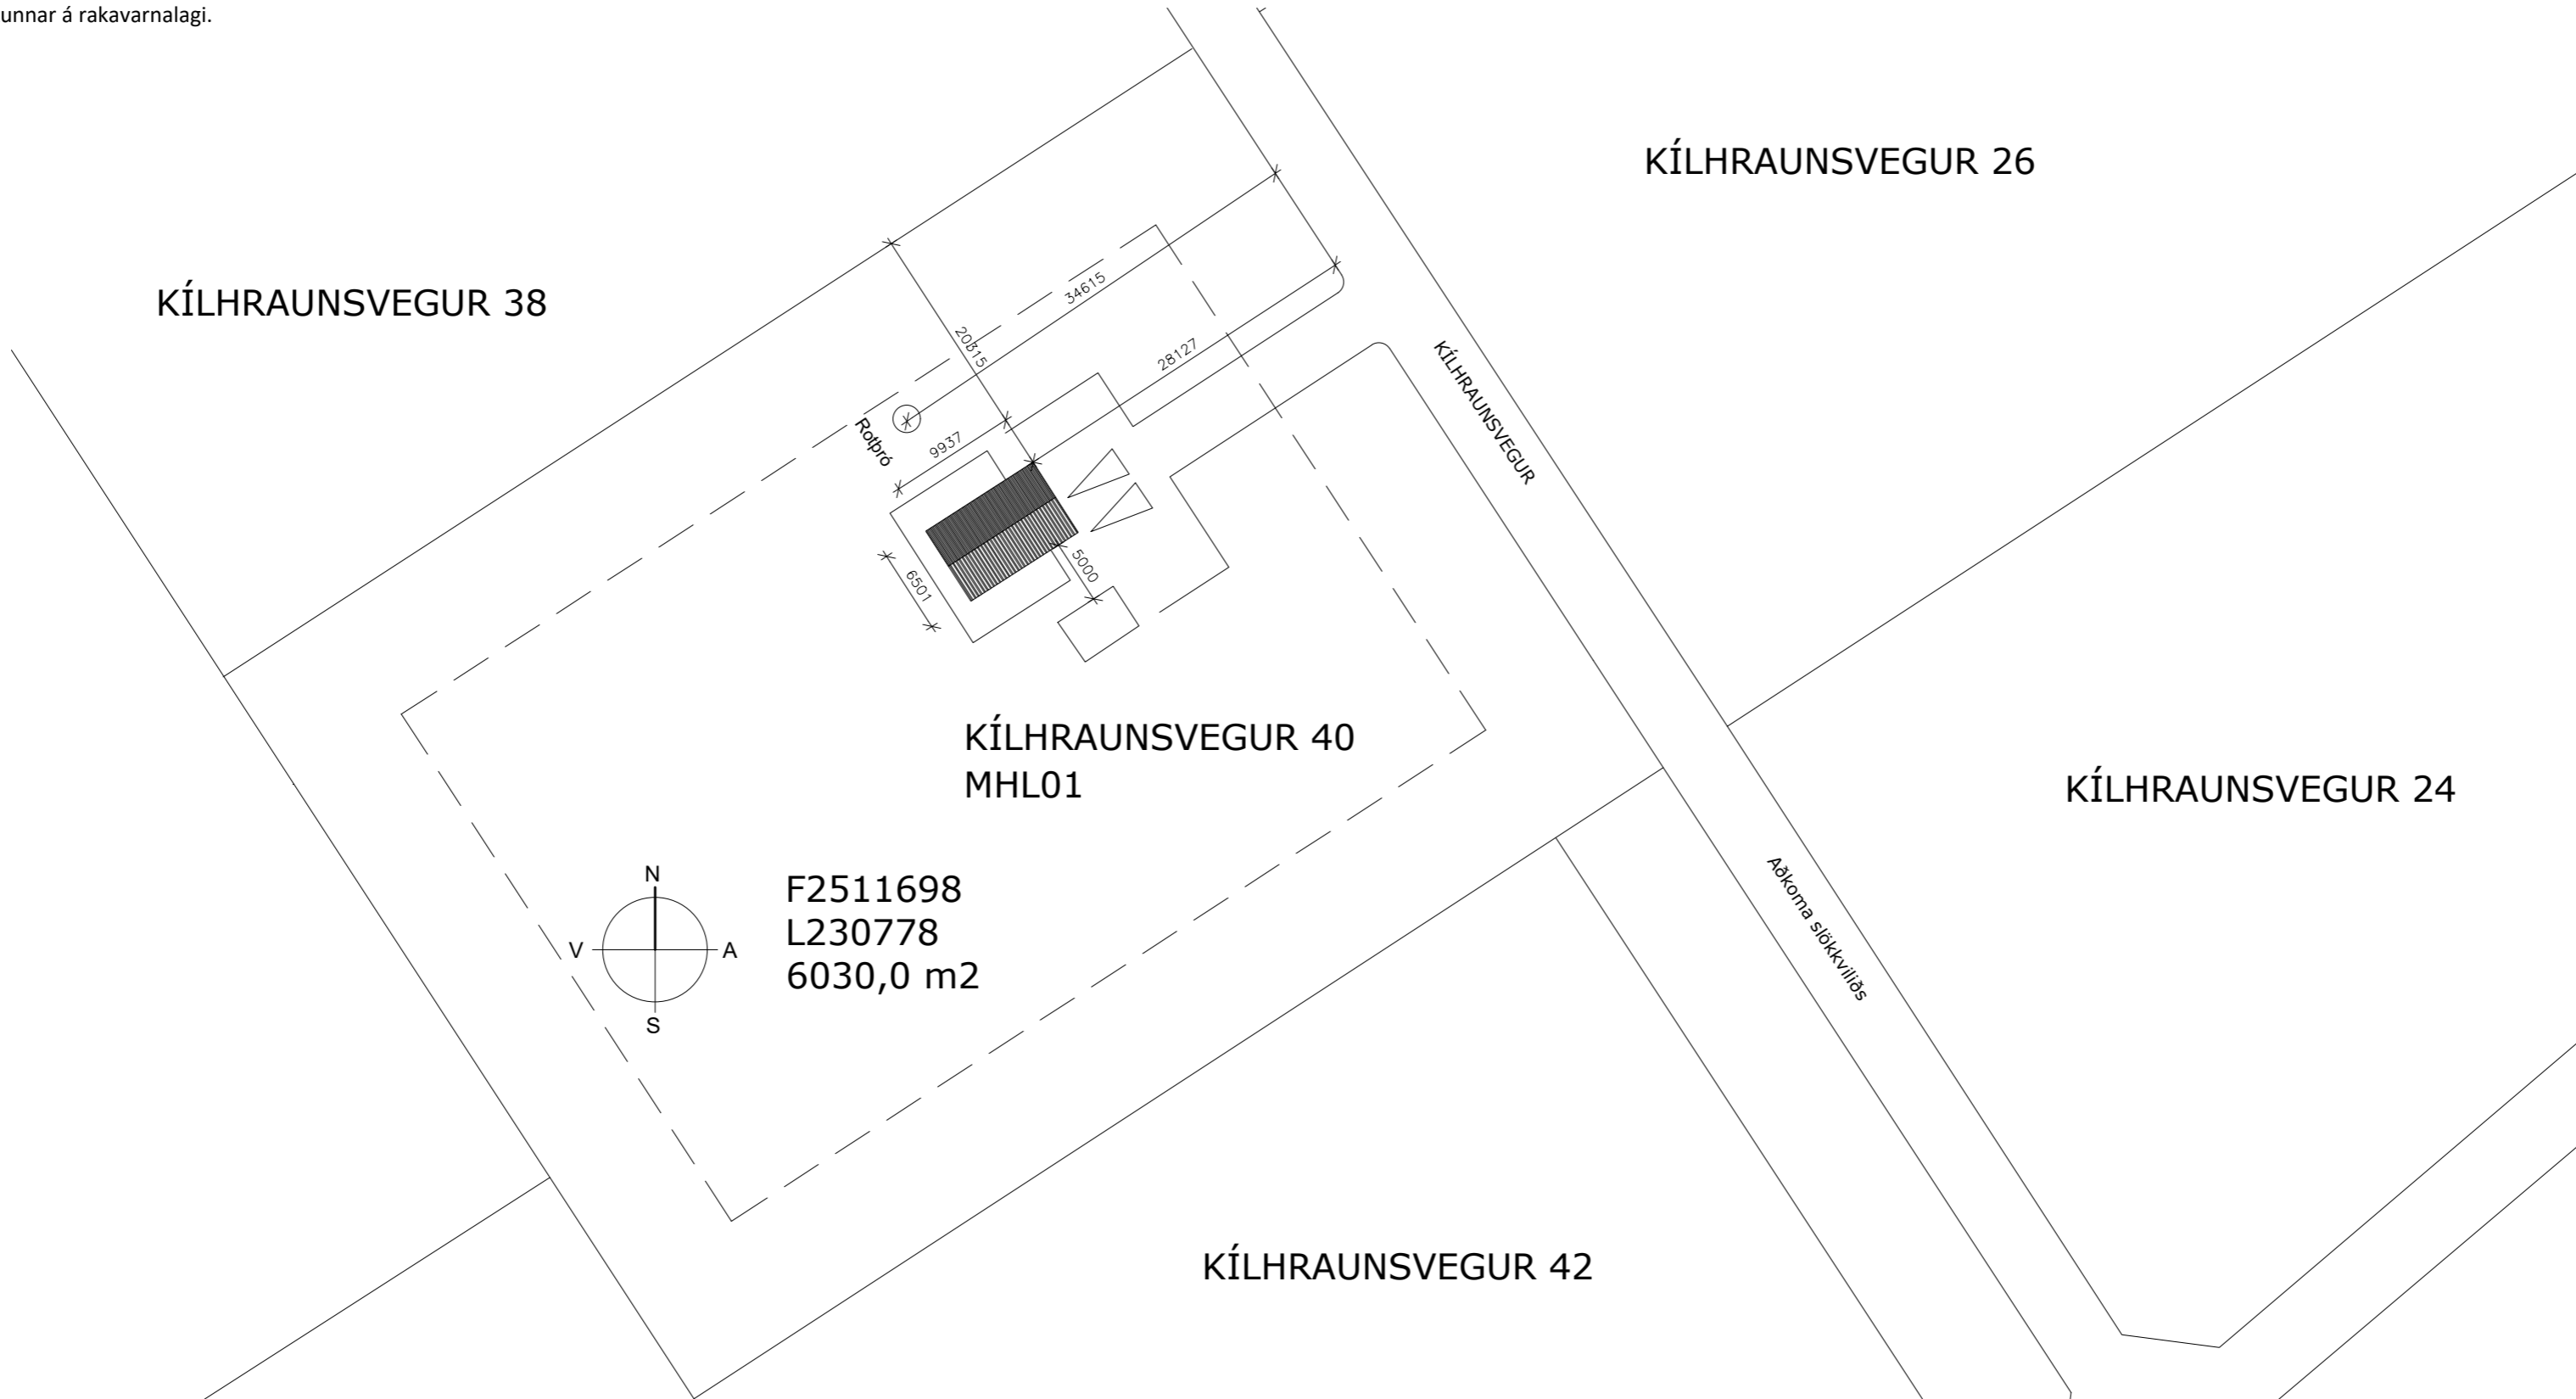 unnar á rakavarnalagi.
KÍLHRAUNSVEGUR 26
KÍLHRAUNSVEGUR 38
34615
20315
28127
KÍLHRAUNSVEGUR
Rotþró
9937
5000
6501
KÍLHRAUNSVEGUR 40
MHL01
KÍLHRAUNSVEGUR 24
Aðkoma slökkviliðs
N
V
A
S
F2511698
L230778
6030,0 m2
KÍLHRAUNSVEGUR 42